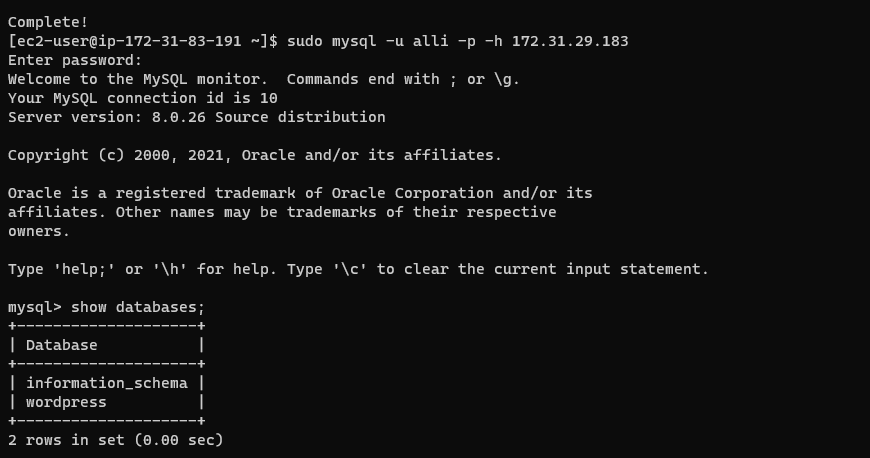 Complete!
[ec2-user@ip-172-31-83-191 ~]$ sudo mysql -u alli -p -h 172.31.29.183
Enter password:
Welcome to the MySQL monitor.  Commands end with ; or \g.
Your MySQL connection id is 10
Server version: 8.0.26 Source distribution
Copyright (c) 2000, 2021, Oracle and/or its affiliates.
Oracle is a registered trademark of Oracle Corporation and/or its
affiliates. Other names may be trademarks of their respective
owners.
Type 'help;' or '\h' for help. Type '\c' to clear the current input statement.
mysql> show databases;
+--------------------+
| Database           |
+--------------------+
| information_schema |
| wordpress          |
+--------------------+
2 rows in set (0.00 sec)